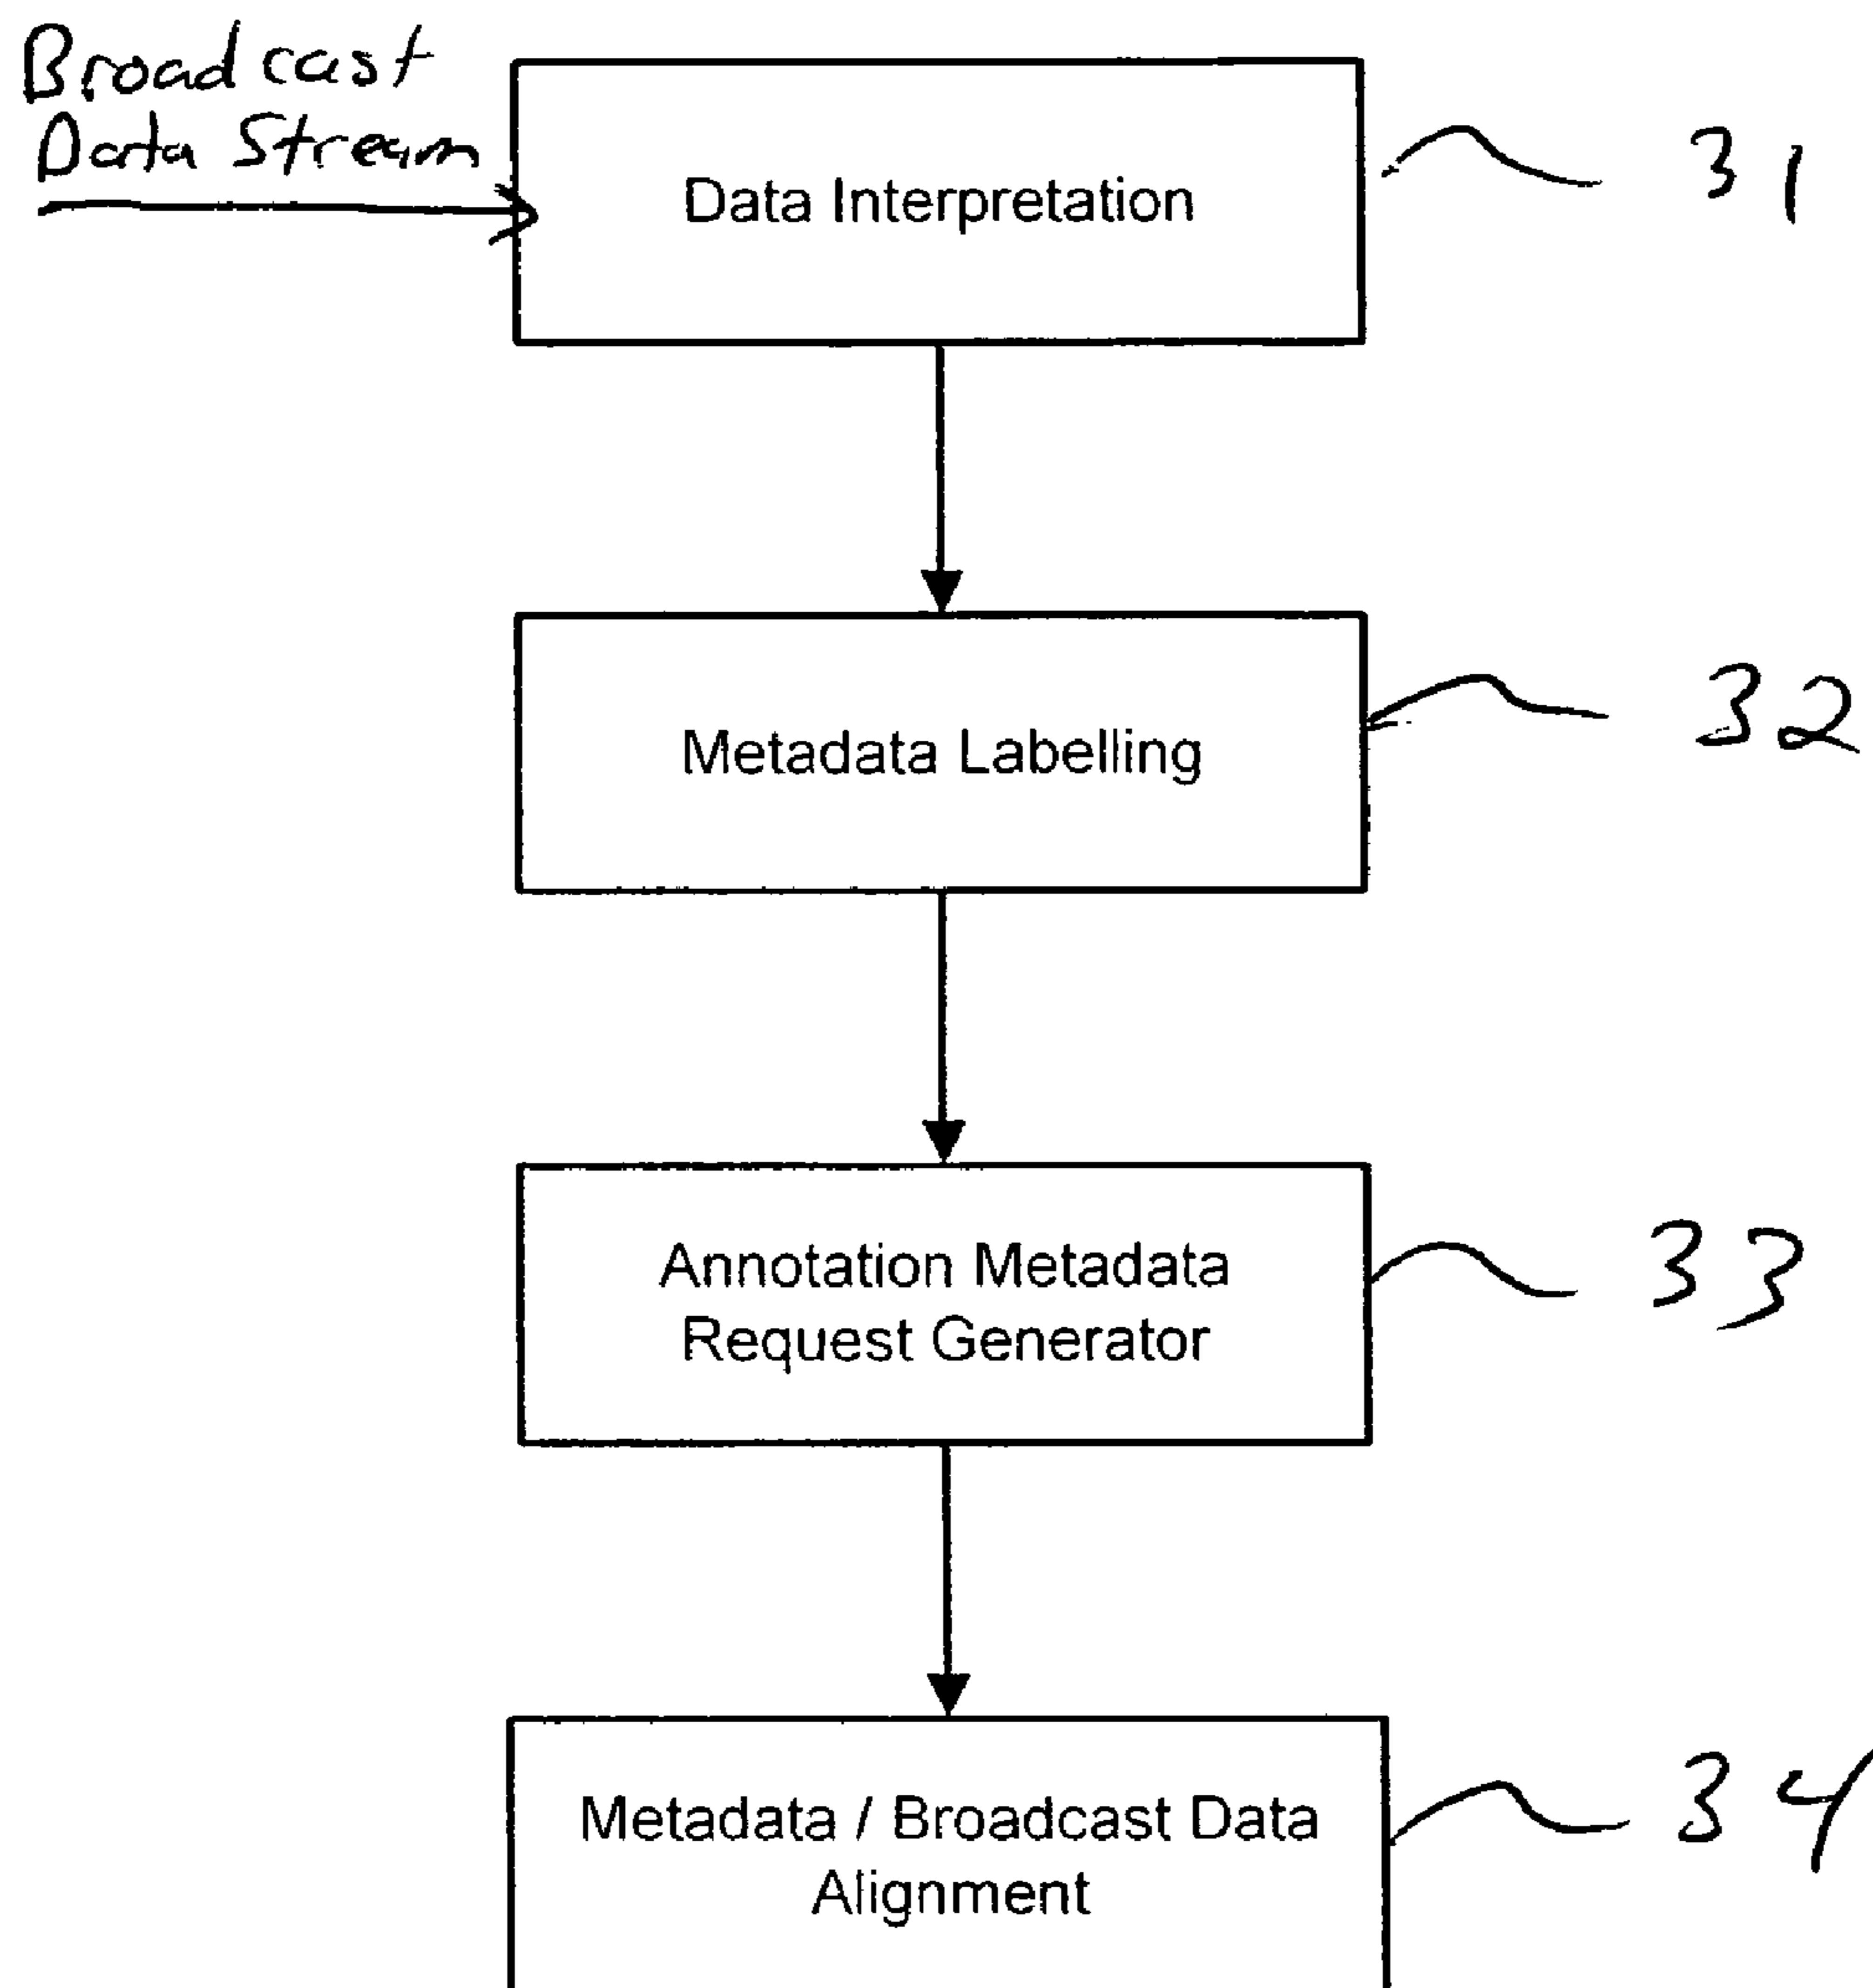 Broadcast
Data Stream
Data Interpretation
31
Metadata Labelling
32
Annotation Metadata
Request Generator
33
Metadata / Broadcast Data
Alignment
34